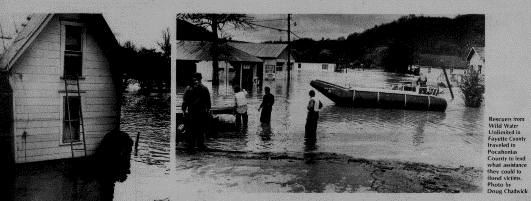 Rescuers from
Wild Water
Unlimited in
Fayette County
traveled to
Pocahontas
County to lend
what assistance
they could to
flood victims.
Photo by
Doug Chadwick